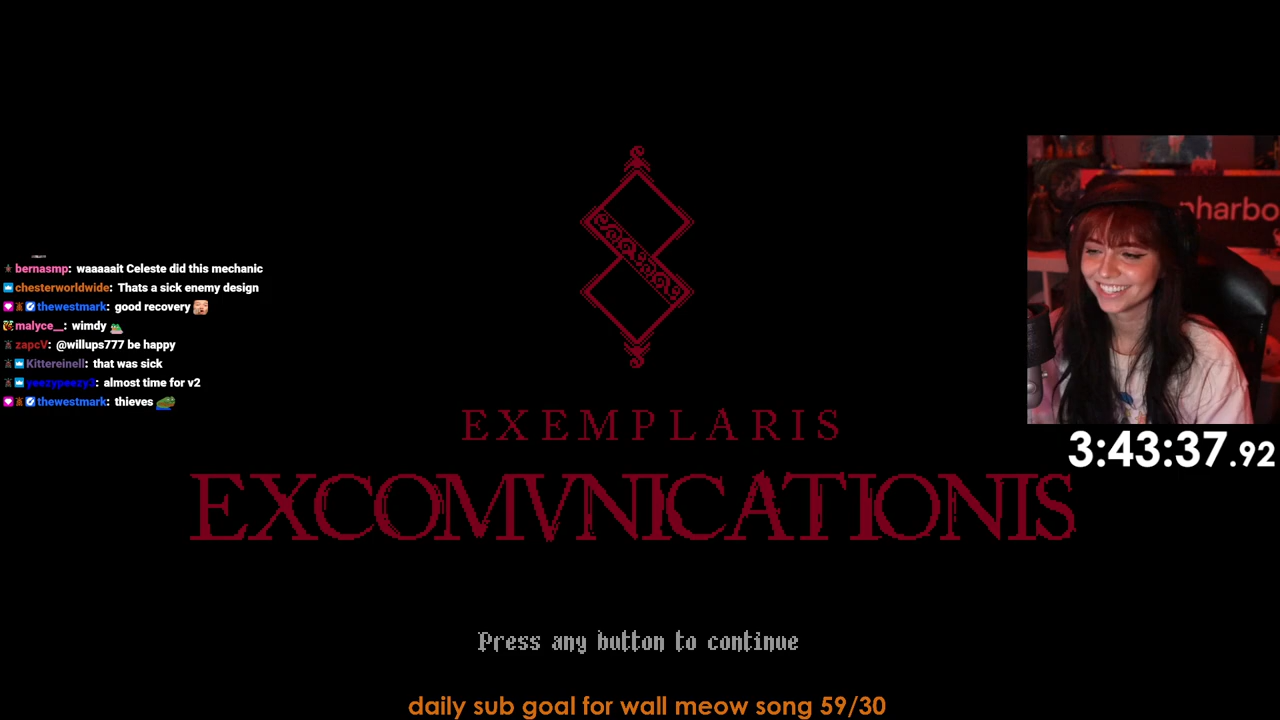 bernasmp: waaaaait Celeste did this mechanic
chesterworldwide: Thats a sick enemy design
thewestmark: good recovery
malyce__: wimdy
zapcV: @willups777 be happy
Kittereinell: that was sick
yeezypeezy3: almost time for v2
thewestmark: thieves
pharbo
3:43:37.92
EXEMPLARIS
EXCOMVNICATIONIS
Press any button to continue
daily sub goal for wall meow song 59/30